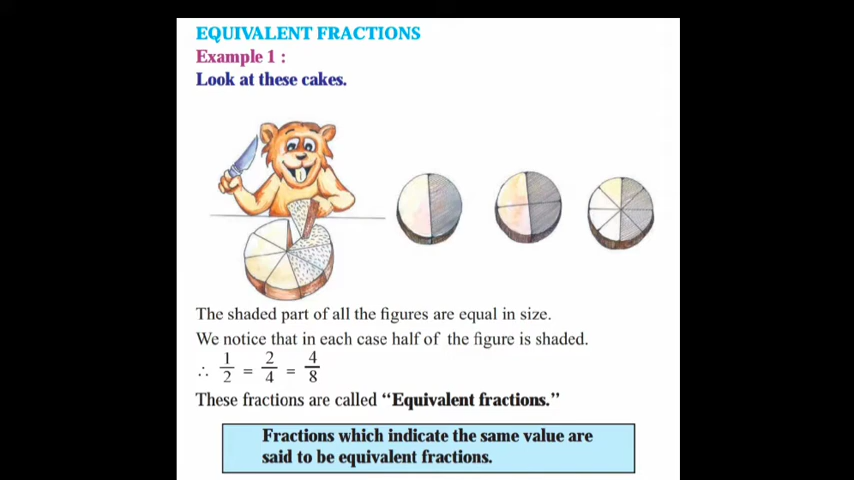 EQUIVALENT FRACTIONS
Example 1 :
Look at these cakes.
The shaded part of all the figures are equal in size.
We notice that in each case half of the figure is shaded.
∴ 1/2 = 2/4 = 4/8
These fractions are called “Equivalent fractions.”
Fractions which indicate the same value are
said to be equivalent fractions.